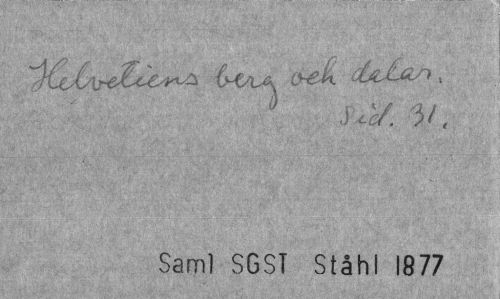 Helvetiens berg och dalar.
Sid. 31.
Saml SGST Ståhl 1877